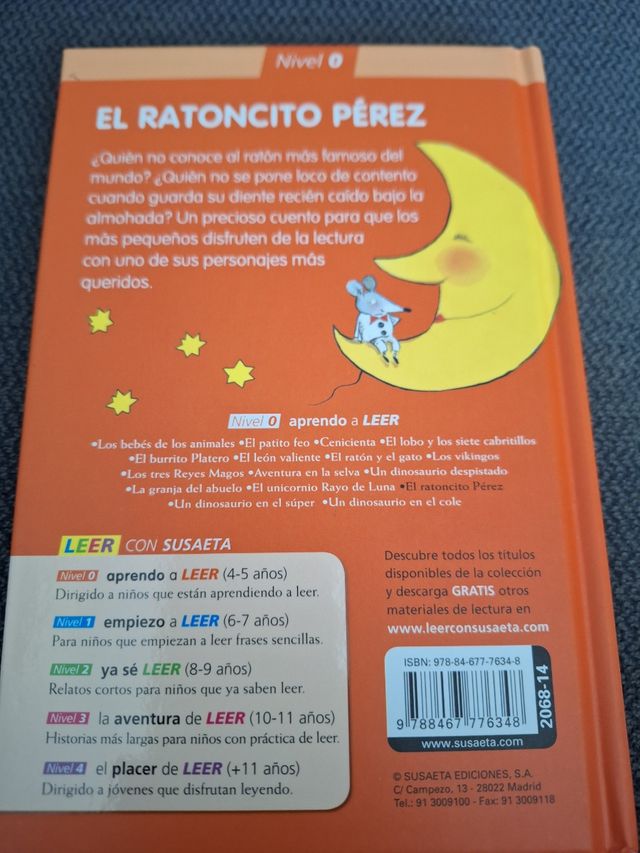 Nivel 0
EL RATONCITO PÉREZ
¿Quién no conoce al ratón más famoso del
mundo? ¿Quién no se pone loco de contento
cuando guarda su diente recién caído bajo la
almohada? Un precioso cuento para que los
más pequeños disfruten de la lectura
con uno de sus personajes más
queridos.
Nivel 0 aprendo a LEER
•Los bebés de los animales •El patito feo •Cenicienta •El lobo y los siete cabritillos
•El burrito Platero •El león valiente •El ratón y el gato •Los vikingos
•Los tres Reyes Magos •Aventura en la selva •Un dinosaurio despistado
•La granja del abuelo •El unicornio Rayo de Luna •El ratoncito Pérez
•Un dinosaurio en el súper •Un dinosaurio en el cole
LEER CON SUSAETA
Nivel 0 aprendo a LEER (4-5 años)
Dirigido a niños que están aprendiendo a leer.
Nivel 1 empiezo a LEER (6-7 años)
Para niños que empiezan a leer frases sencillas.
Nivel 2 ya sé LEER (8-9 años)
Relatos cortos para niños que ya saben leer.
Nivel 3 la aventura de LEER (10-11 años)
Historias más largas para niños con práctica de leer.
Nivel 4 el placer de LEER (+11 años)
Dirigido a jóvenes que disfrutan leyendo.
Descubre todos los títulos
disponibles de la colección
y descarga GRATIS otros
materiales de lectura en
www.leerconsusaeta.com
ISBN: 978-84-677-7634-8
9 788467 776348
2068-14
www.susaeta.com
© SUSAETA EDICIONES, S.A.
C/ Campezo, 13 - 28022 Madrid
Tel.: 91 3009100 - Fax: 91 3009118